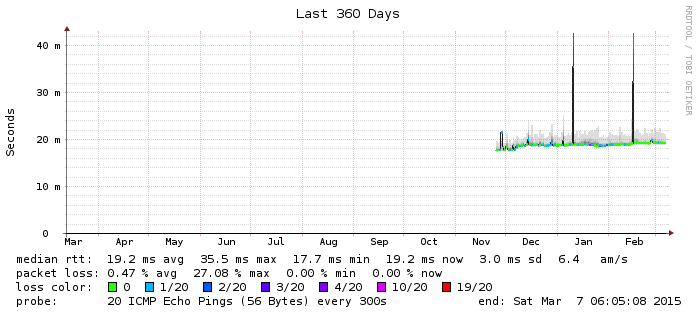 Last 360 Days
RRDTOOL / TOBI OETIKER
Seconds
40 m
30 m
20 m
10 m
0
Mar Apr May Jun Jul Aug Sep Oct Nov Dec Jan Feb
median rtt: 19.2 ms avg 35.5 ms max 17.7 ms min 19.2 ms now 3.0 ms sd 6.4 am/s
packet loss: 0.47 % avg 27.08 % max 0.00 % min 0.00 % now
loss color: 0 1/20 2/20 3/20 4/20 10/20 19/20
probe: 20 ICMP Echo Pings (56 Bytes) every 300s end: Sat Mar 7 06:05:08 2015